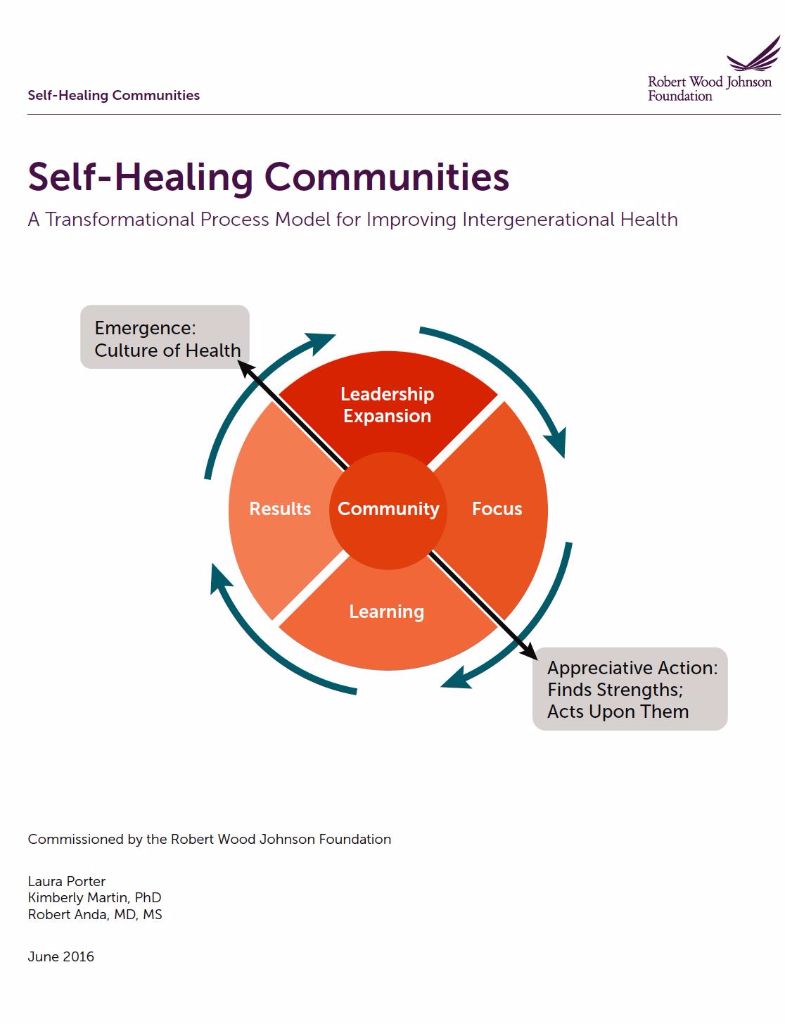 Robert Wood Johnson
Foundation
Self-Healing Communities
Self-Healing Communities
A Transformational Process Model for Improving Intergenerational Health
Emergence:
Culture of Health
Leadership
Expansion
Results
Community
Focus
Learning
Appreciative Action:
Finds Strengths;
Acts Upon Them
Commissioned by the Robert Wood Johnson Foundation
Laura Porter
Kimberly Martin, PhD
Robert Anda, MD, MS
June 2016